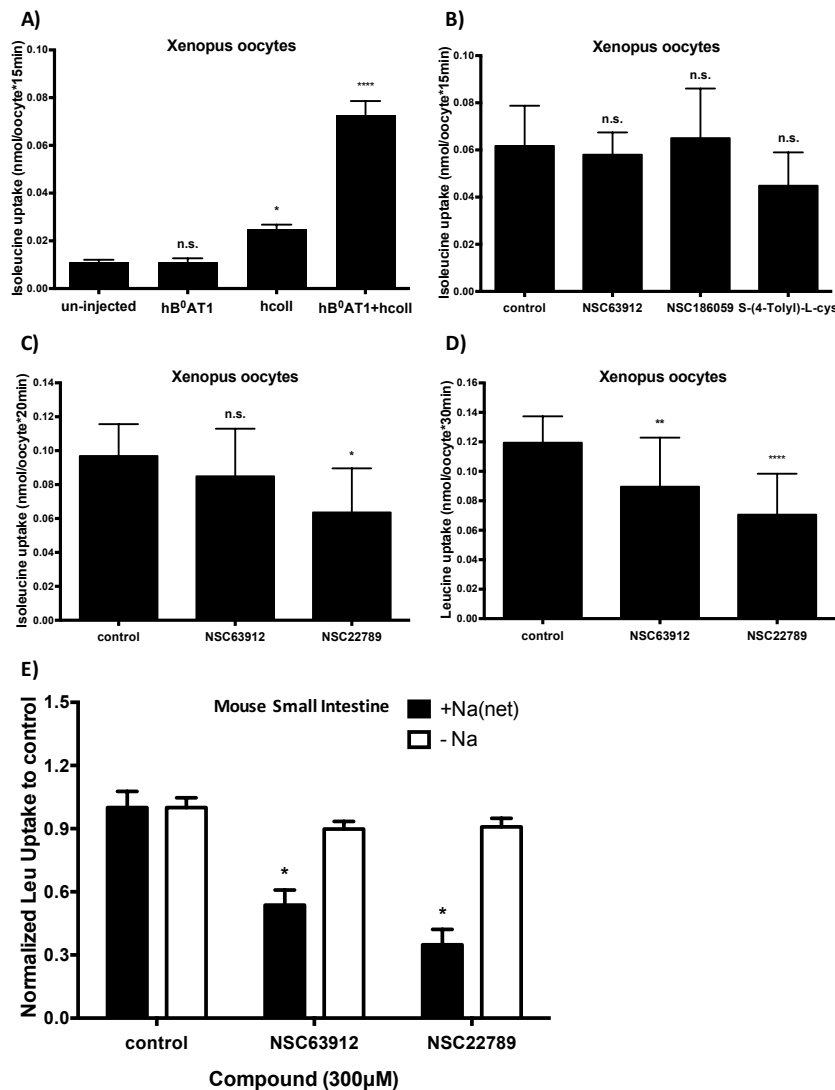 A)
Xenopus oocytes
Isoleucine uptake (nmol/oocyte*15min)
0.10
0.08
0.06
0.04
0.02
0.00
n.s.
*
****
un-injected
hB⁰AT1
hcoll
hB⁰AT1+hcoll
B)
Xenopus oocytes
Isoleucine uptake (nmol/oocyte*15min)
0.10
0.08
0.06
0.04
0.02
0.00
n.s.
n.s.
n.s.
control
NSC63912
NSC186059
S-(4-Tolyl)-L-cys
C)
Xenopus oocytes
Isoleucine uptake (nmol/oocyte*20min)
0.14
0.12
0.10
0.08
0.06
0.04
0.02
0.00
n.s.
*
control
NSC63912
NSC22789
D)
Xenopus oocytes
Leucine uptake (nmol/oocyte*30min)
0.16
0.14
0.12
0.10
0.08
0.06
0.04
0.02
0.00
**
****
control
NSC63912
NSC22789
E)
Mouse Small Intestine
+Na(net)
- Na
Normalized Leu Uptake to control
1.5
1.2
0.9
0.6
0.3
0.0
*
*
control
NSC63912
NSC22789
Compound (300µM)